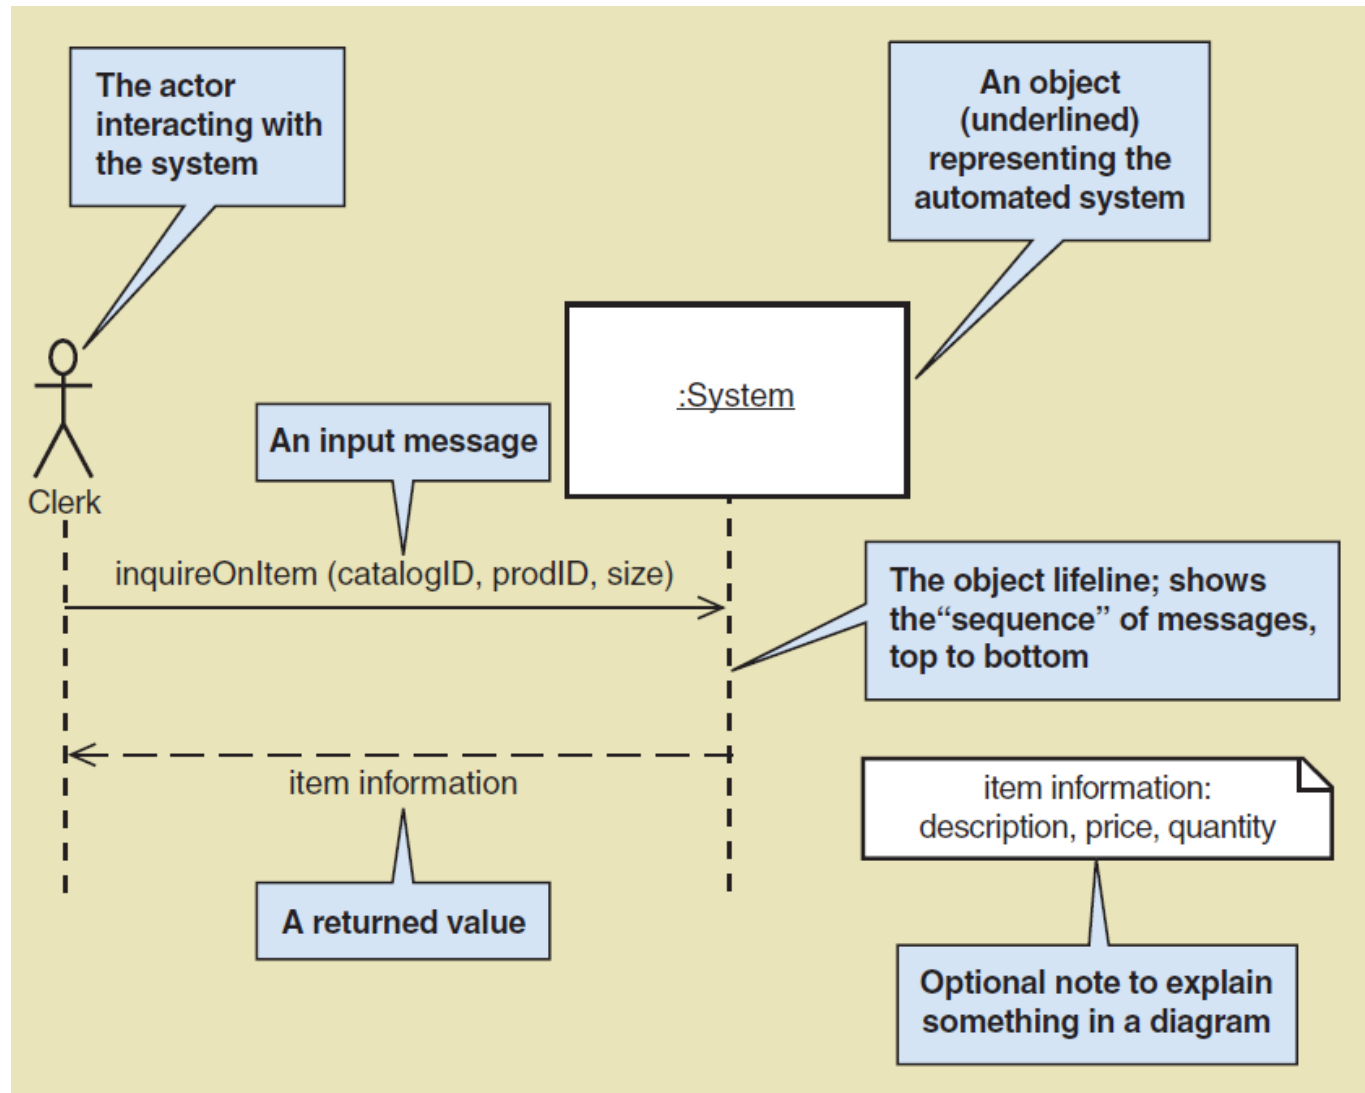 The actor
interacting with
the system
An object
(underlined)
representing the
automated system
:System
An input message
Clerk
inquireOnItem (catalogID, prodID, size)
The object lifeline; shows
the“sequence” of messages,
top to bottom
item information
item information:
description, price, quantity
A returned value
Optional note to explain
something in a diagram